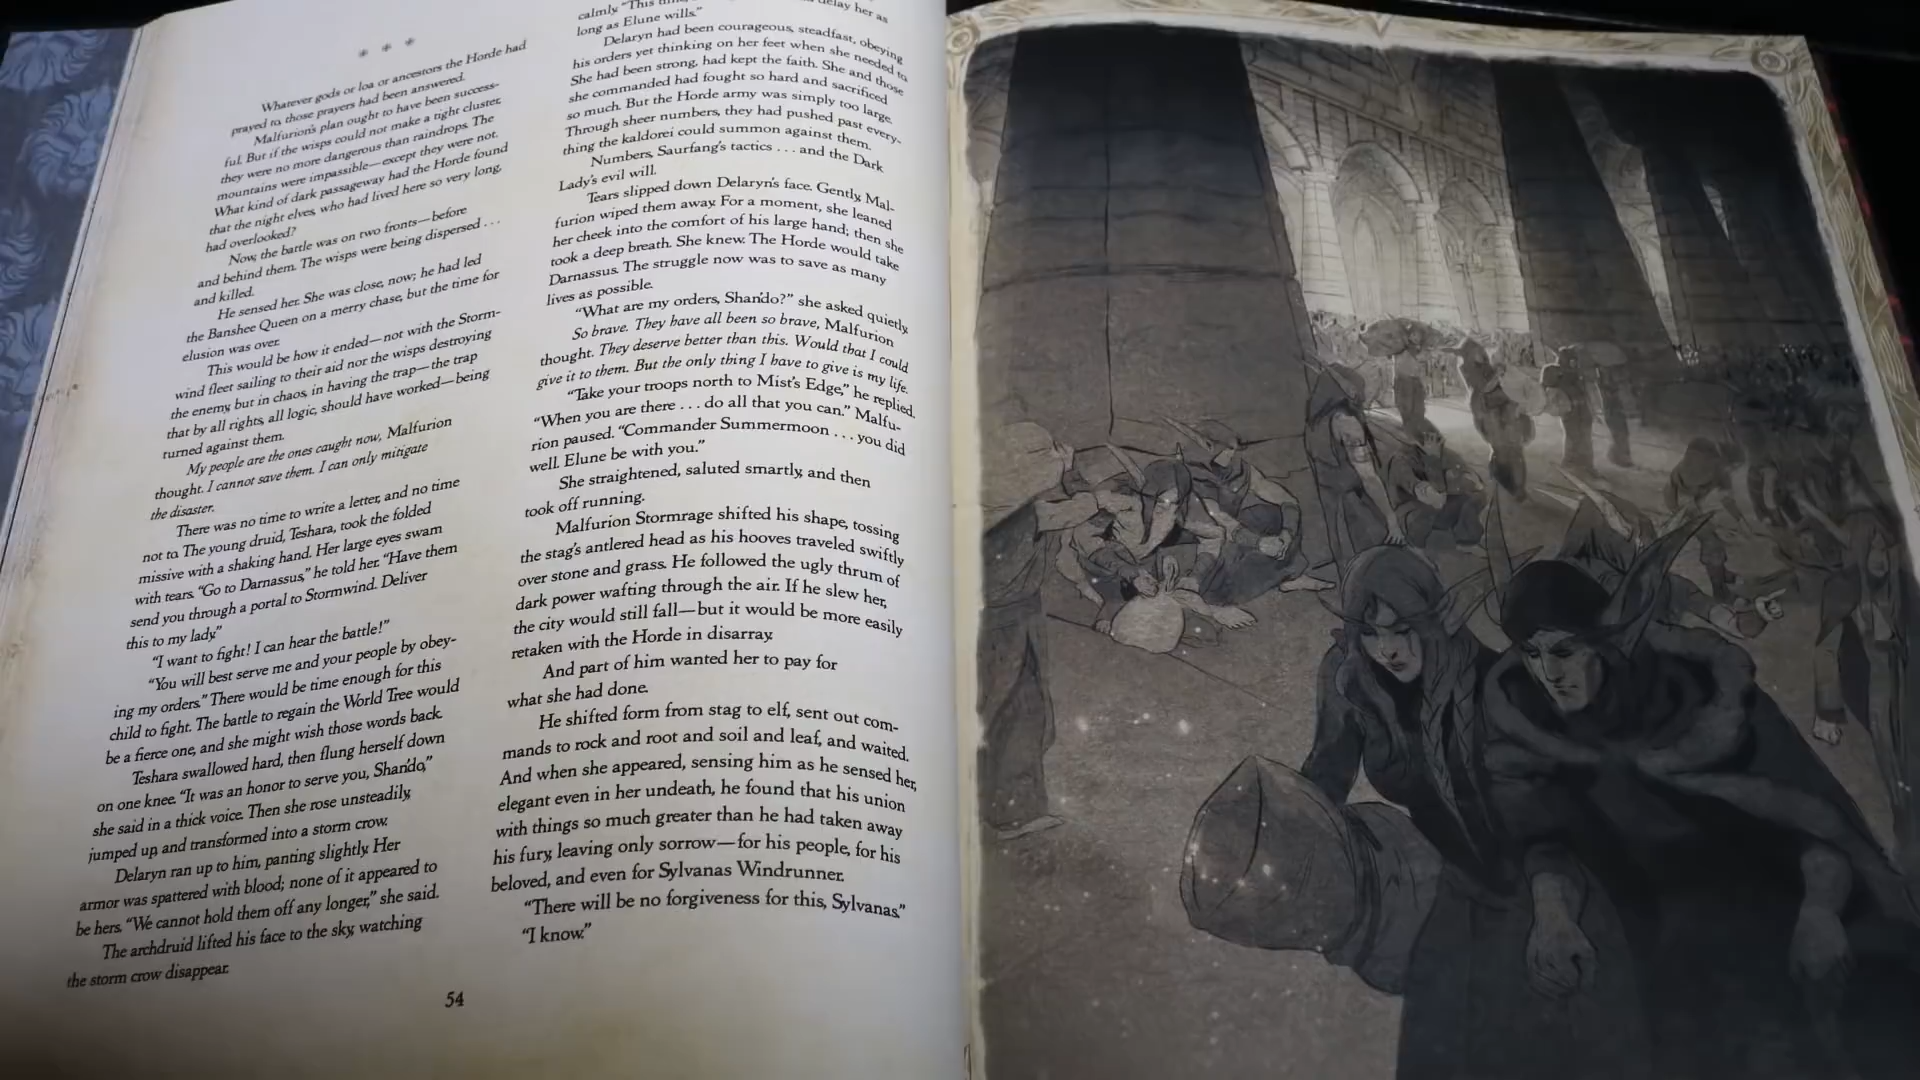 * * *
Whatever gods or loa or ancestors the Horde had
prayed to, those prayers had been answered.
Malfurion's plan ought to have been success-
ful. But if the wisps could not make a tight cluster,
they were no more dangerous than raindrops. The
mountains were impassible—except they were not.
What kind of dark passageway had the Horde found
that the night elves, who had lived here so very long,
had overlooked?
Now, the battle was on two fronts—before
and behind them. The wisps were being dispersed . . .
and killed.
He sensed her. She was close, now; he had led
the Banshee Queen on a merry chase, but the time for
elusion was over.
This would be how it ended—not with the Storm-
wind fleet sailing to their aid nor the wisps destroying
the enemy, but in chaos, in having the trap—the trap
that by all rights, all logic, should have worked—being
turned against them.
My people are the ones caught now, Malfurion
thought. I cannot save them. I can only mitigate
the disaster.
There was no time to write a letter, and no time
not to. The young druid, Teshara, took the folded
missive with a shaking hand. Her large eyes swam
with tears. "Go to Darnassus," he told her. "Have them
send you through a portal to Stormwind. Deliver
this to my lady."
"I want to fight! I can hear the battle!"
"You will best serve me and your people by obey-
ing my orders." There would be time enough for this
child to fight. The battle to regain the World Tree would
be a fierce one, and she might wish those words back.
Teshara swallowed hard, then flung herself down
on one knee. "It was an honor to serve you, Shan'do,"
she said in a thick voice. Then she rose unsteadily,
jumped up, and transformed into a storm crow.
Delaryn ran up to him, panting slightly. Her
armor was spattered with blood; none of it appeared to
be hers. "We cannot hold them off any longer," she said.
The archdruid lifted his face to the sky, watching
the storm crow disappear.
54
calmly. "This delay her as
long as Elune wills."
Delaryn had been courageous, steadfast, obeying
his orders yet thinking on her feet when she needed to.
She had been strong, had kept the faith. She and those
she commanded had fought so hard and sacrificed
so much. But the Horde army was simply too large.
Through sheer numbers, they had pushed past every-
thing the kaldorei could summon against them.
Numbers, Saurfang's tactics . . . and the Dark
Lady's evil will.
Tears slipped down Delaryn's face. Gently, Mal-
furion wiped them away. For a moment, she leaned
her cheek into the comfort of his large hand; then she
took a deep breath. She knew. The Horde would take
Darnassus. The struggle now was to save as many
lives as possible.
"What are my orders, Shan'do?" she asked quietly.
So brave. They have all been so brave, Malfurion
thought. They deserve better than this. Would that I could
give it to them. But the only thing I have to give is my life.
"Take your troops north to Mist's Edge," he replied.
"When you are there . . . do all that you can." Malfu-
rion paused. "Commander Summermoon . . . you did
well. Elune be with you."
She straightened, saluted smartly, and then
took off running.
Malfurion Stormrage shifted his shape, tossing
the stag's antlered head as his hooves traveled swiftly
over stone and grass. He followed the ugly thrum of
dark power wafting through the air. If he slew her,
the city would still fall—but it would be more easily
retaken with the Horde in disarray.
And part of him wanted her to pay for
what she had done.
He shifted form from stag to elf, sent out com-
mands to rock and root and soil and leaf, and waited.
And when she appeared, sensing him as he sensed her,
elegant even in her undeath, he found that his union
with things so much greater than he had taken away
his fury, leaving only sorrow—for his people, for his
beloved, and even for Sylvanas Windrunner.
"There will be no forgiveness for this, Sylvanas."
"I know."